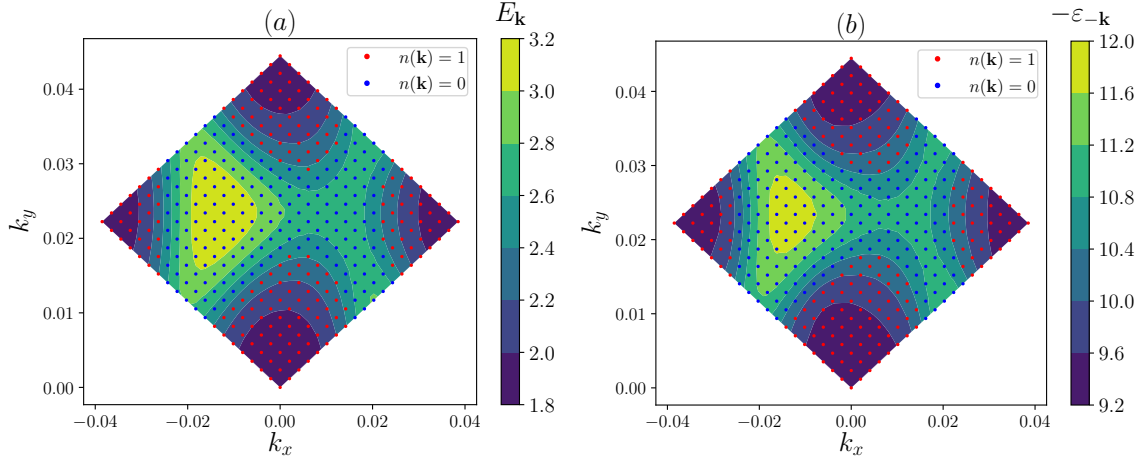 (a)
E_k
n(k) = 1
n(k) = 0
k_y
0.04
0.03
0.02
0.01
0.00
−0.04 −0.02 0.00 0.02 0.04
k_x
3.2
3.0
2.8
2.6
2.4
2.2
2.0
1.8
(b)
−ε_{−k}
n(k) = 1
n(k) = 0
k_y
0.04
0.03
0.02
0.01
0.00
−0.04 −0.02 0.00 0.02 0.04
k_x
12.0
11.6
11.2
10.8
10.4
10.0
9.6
9.2